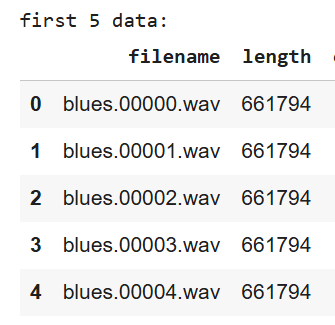 first 5 data:
filename length
0 blues.00000.wav 661794
1 blues.00001.wav 661794
2 blues.00002.wav 661794
3 blues.00003.wav 661794
4 blues.00004.wav 661794